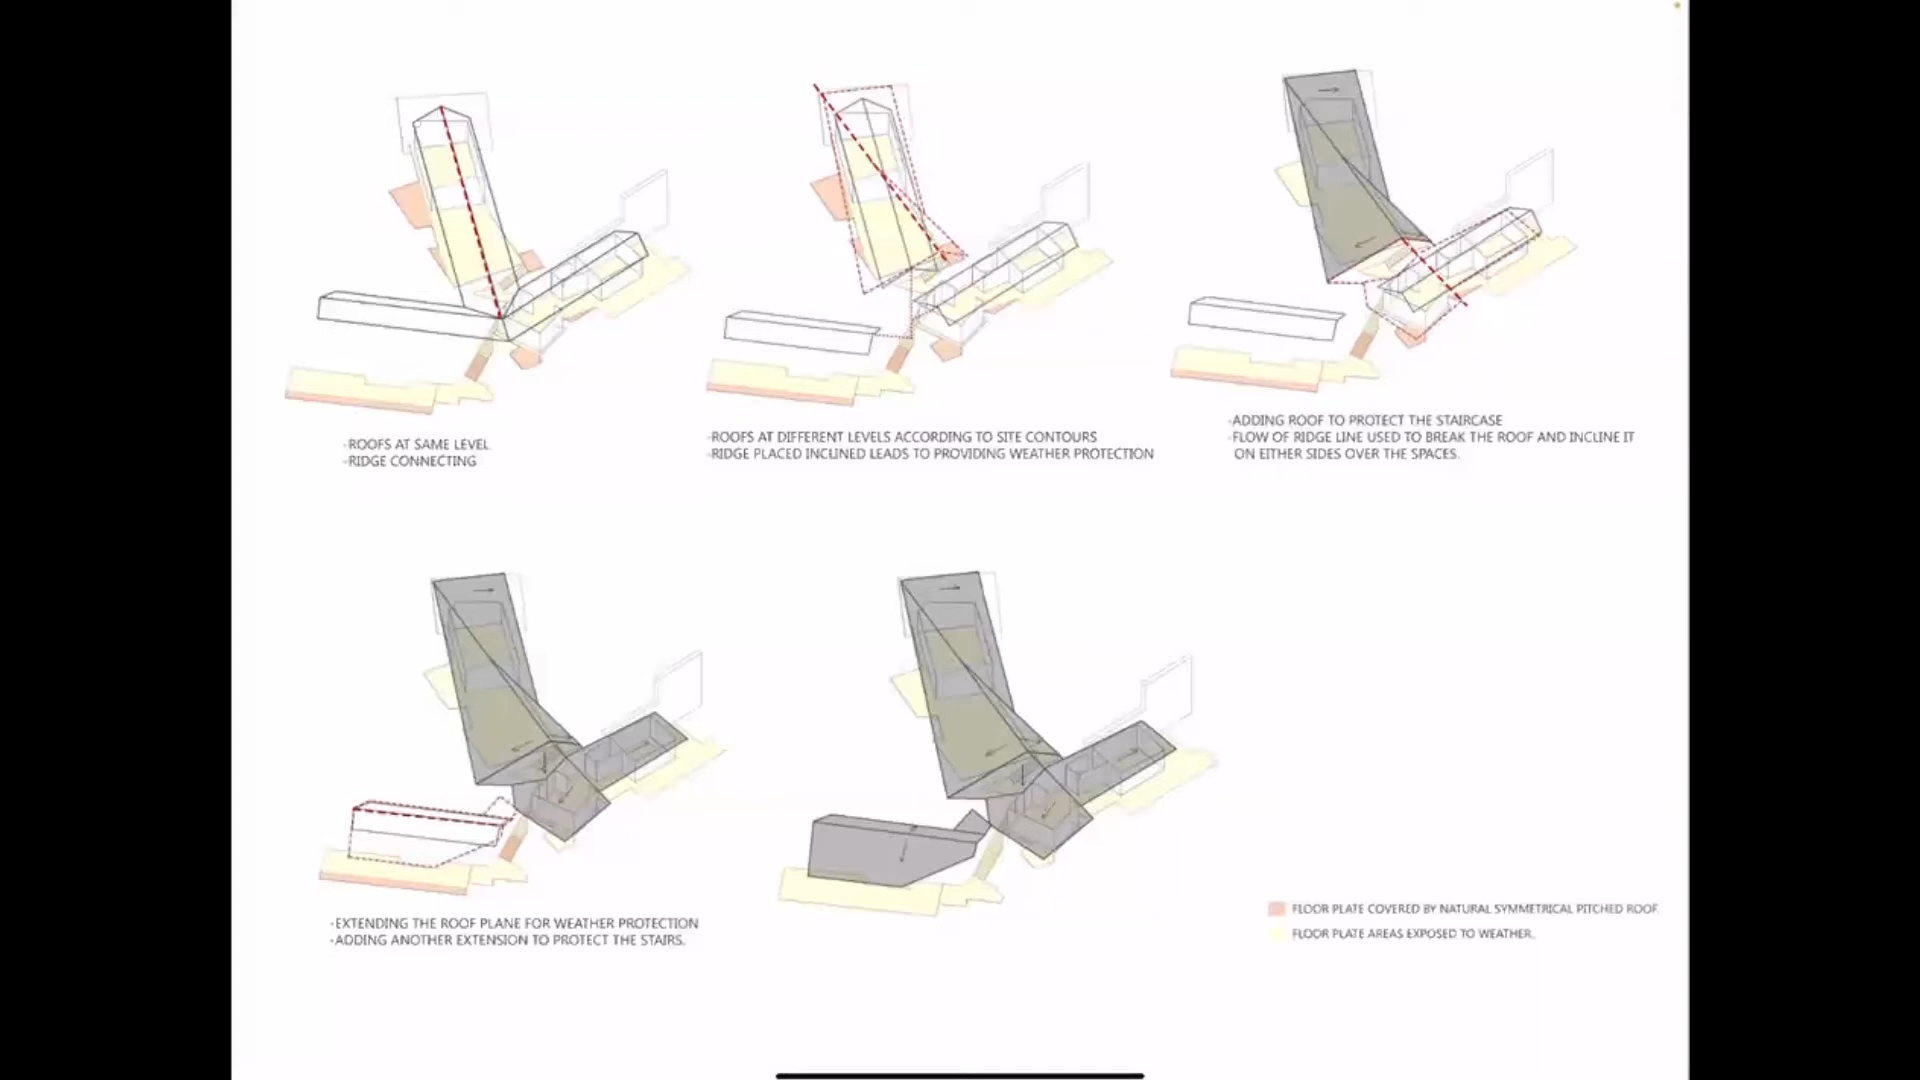 -ROOFS AT SAME LEVEL
-RIDGE CONNECTING
-ROOFS AT DIFFERENT LEVELS ACCORDING TO SITE CONTOURS
-RIDGE PLACED INCLINED LEADS TO PROVIDING WEATHER PROTECTION
-ADDING ROOF TO PROTECT THE STAIRCASE
-FLOW OF RIDGE LINE USED TO BREAK THE ROOF AND INCLINE IT
ON EITHER SIDES OVER THE SPACES.
-EXTENDING THE ROOF PLANE FOR WEATHER PROTECTION
-ADDING ANOTHER EXTENSION TO PROTECT THE STAIRS.
FLOOR PLATE COVERED BY NATURAL SYMMETRICAL PITCHED ROOF.
FLOOR PLATE AREAS EXPOSED TO WEATHER.